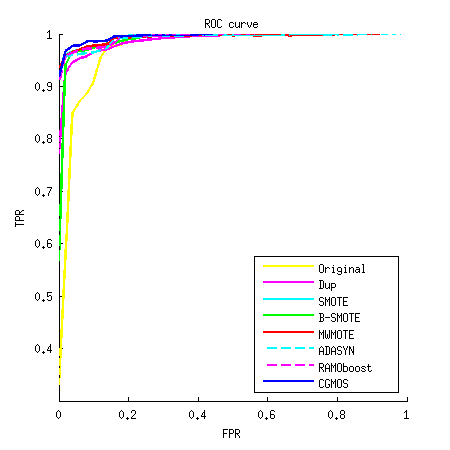 ROC curve
1
0.9
0.8
0.7
0.6
0.5
0.4
TPR
0
0.2
0.4
0.6
0.8
1
FPR
Original
Dup
SMOTE
B-SMOTE
MWMOTE
ADASYN
RAMOboost
CGMOS